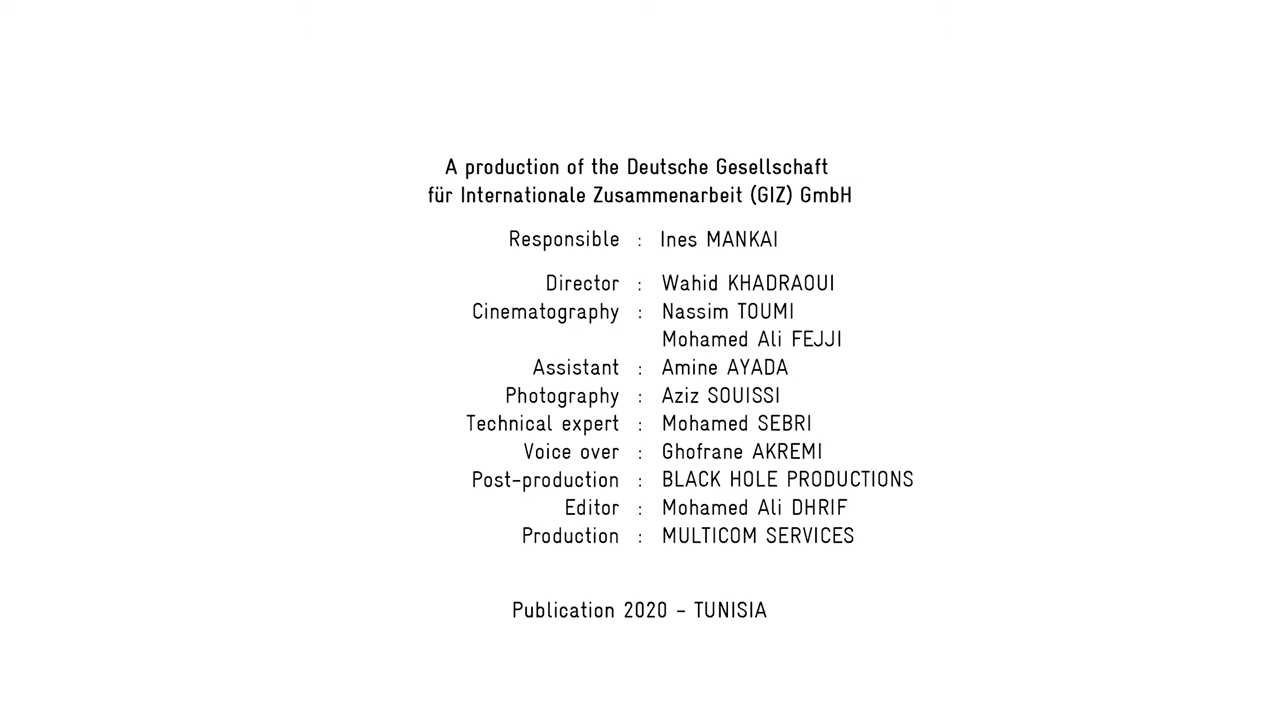 A production of the Deutsche Gesellschaft
für Internationale Zusammenarbeit (GIZ) GmbH
Responsible : Ines MANKAI
Director : Wahid KHADRAOUI
Cinematography : Nassim TOUMI
Mohamed Ali FEJJI
Assistant : Amine AYADA
Photography : Aziz SOUISSI
Technical expert : Mohamed SEBRI
Voice over : Ghofrane AKREMI
Post-production : BLACK HOLE PRODUCTIONS
Editor : Mohamed Ali DHRIF
Production : MULTICOM SERVICES
Publication 2020 - TUNISIA